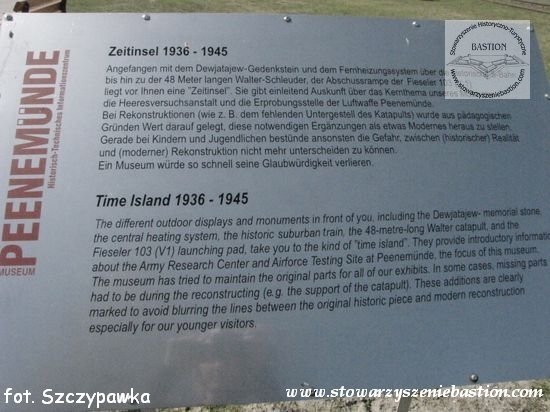 PEENEMÜNDE
Historisch-Technisches Informationszentrum
MUSEUM
Zeitinsel 1936 - 1945
Angefangen mit dem Dewjatajew-Gedenkstein und dem Fernheizungssystem über die
bis hin zu der 48 Meter langen Walter-Schleuder, der Abschussrampe der Fieseler 103
liegt vor Ihnen eine "Zeitinsel". Sie gibt einleitend Auskunft über das Kernthema unseres
die Heeresversuchsanstalt und die Erprobungsstelle der Luftwaffe Peenemünde.
Bei Rekonstruktionen (wie z. B. dem fehlenden Untergestell des Katapults) wurde aus pädagogischen
Gründen Wert darauf gelegt, diese notwendigen Ergänzungen als etwas Modernes heraus zu stellen.
Gerade bei Kindern und Jugendlichen bestünde ansonsten die Gefahr, zwischen (historischer) Realität
und (moderner) Rekonstruktion nicht mehr unterscheiden zu können.
Ein Museum würde so schnell seine Glaubwürdigkeit verlieren.
Time Island 1936 - 1945
The different outdoor displays and monuments in front of you, including the Dewjatajew- memorial stone,
the central heating system, the historic suburban train, the 48-metre-long Walter catapult, and the
Fieseler 103 (V1) launching pad, take you to the kind of "time island". They provide introductory informatio
about the Army Research Center and Airforce Testing Site at Peenemünde, the focus of this museum.
The museum has tried to maintain the original parts for all of our exhibits. In some cases, missing parts
had to be during the reconstructing (e.g. the support of the catapult). These additions are clearly
marked to avoid blurring the lines between the original historic piece and modern reconstruction
especially for our younger visitors.
Stowarzyszenie Historyczno-Turystyczne
BASTION
www.stowarzyszeniebastion.com
fot. Szczypawka
www.stowarzyszeniebastion.com